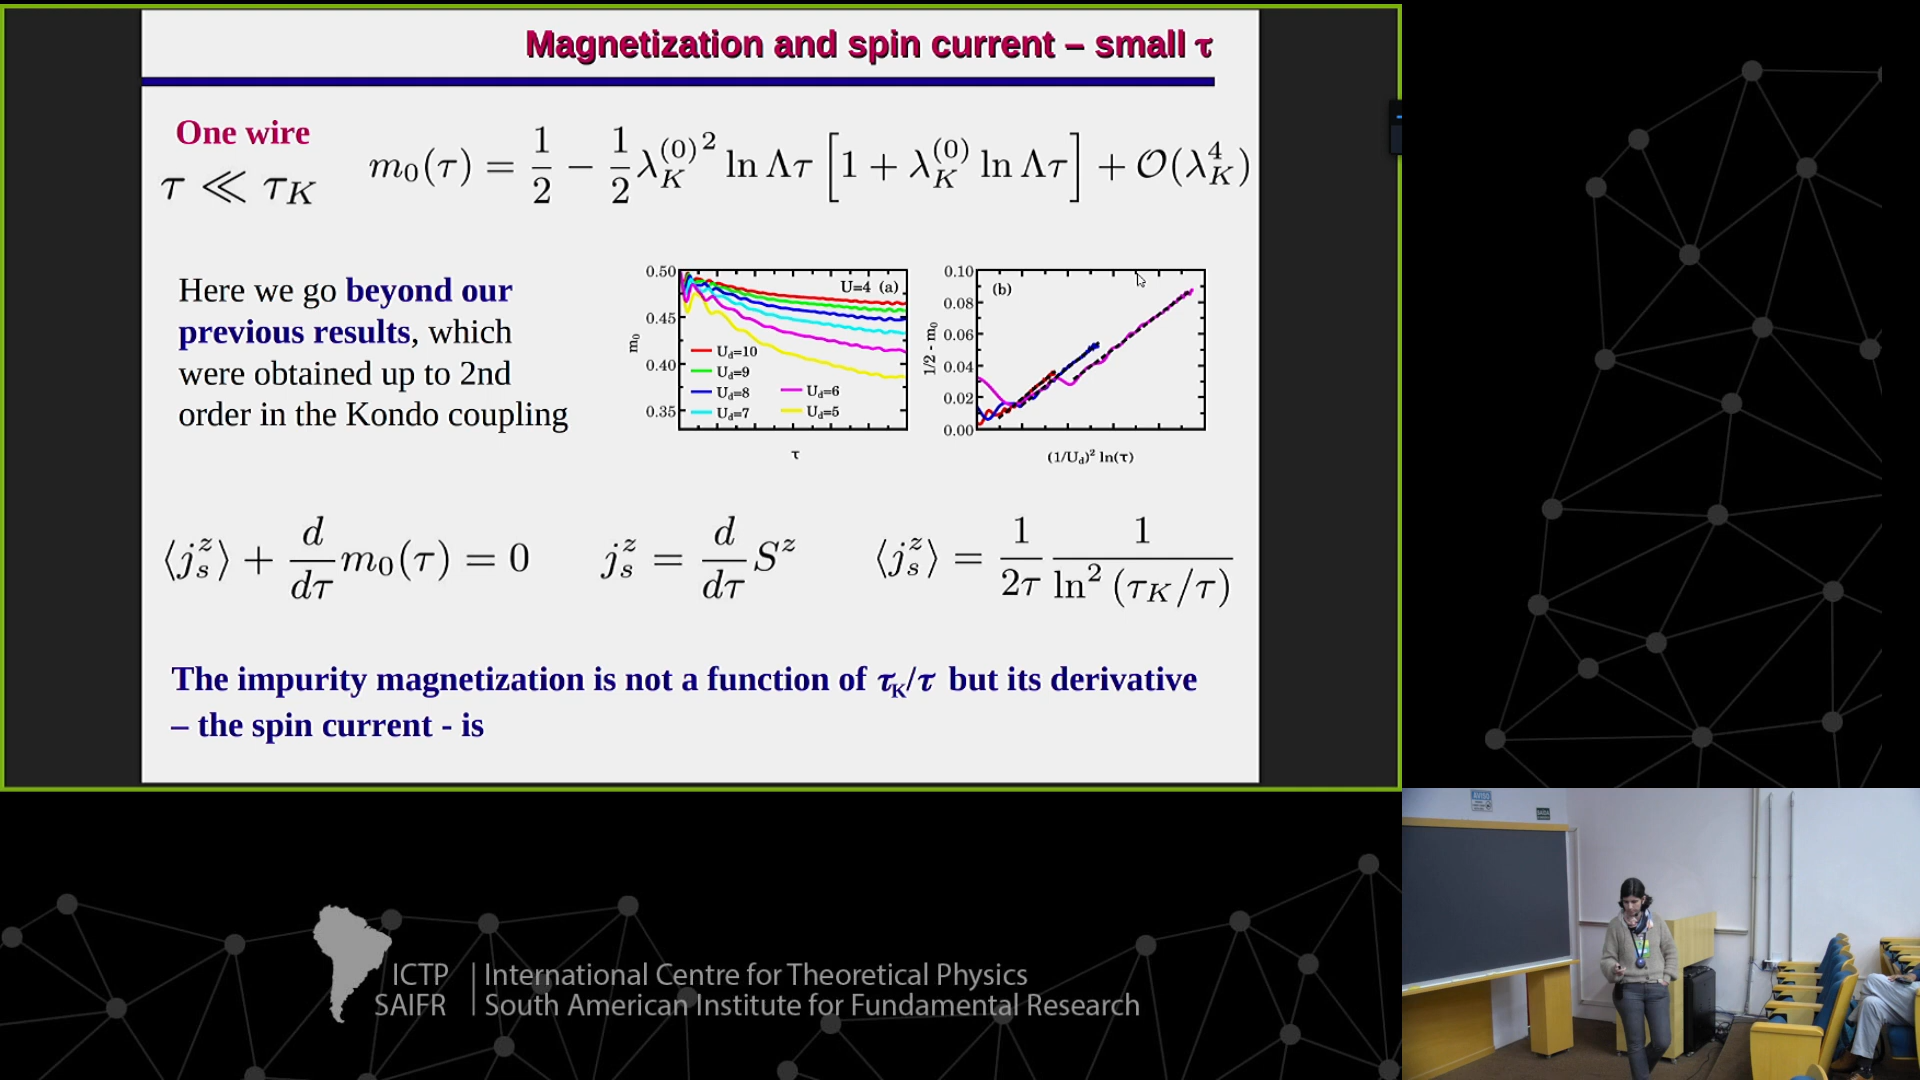 Magnetization and spin current – small τ
One wire
τ ≪ τ_K
m_0(τ) = 1/2 − 1/2 λ_K^{(0)2} ln Λτ [1 + λ_K^{(0)} ln Λτ] + O(λ_K^4)
Here we go beyond our
previous results, which
were obtained up to 2nd
order in the Kondo coupling
0.50
0.45
0.40
0.35
m₀
U=4 (a)
U_d=10
U_d=9
U_d=8
U_d=7
U_d=6
U_d=5
τ
0.10
0.08
0.06
0.04
0.02
0.00
1/2 - m₀
(b)
(1/U_d)² ln(τ)
⟨j_s^z⟩ + d/dτ m_0(τ) = 0
j_s^z = d/dτ S^z
⟨j_s^z⟩ = 1/2τ 1/ln² (τ_K/τ)
The impurity magnetization is not a function of τ_K/τ but its derivative
– the spin current - is
ICTP | International Centre for Theoretical Physics
SAIFR | South American Institute for Fundamental Research